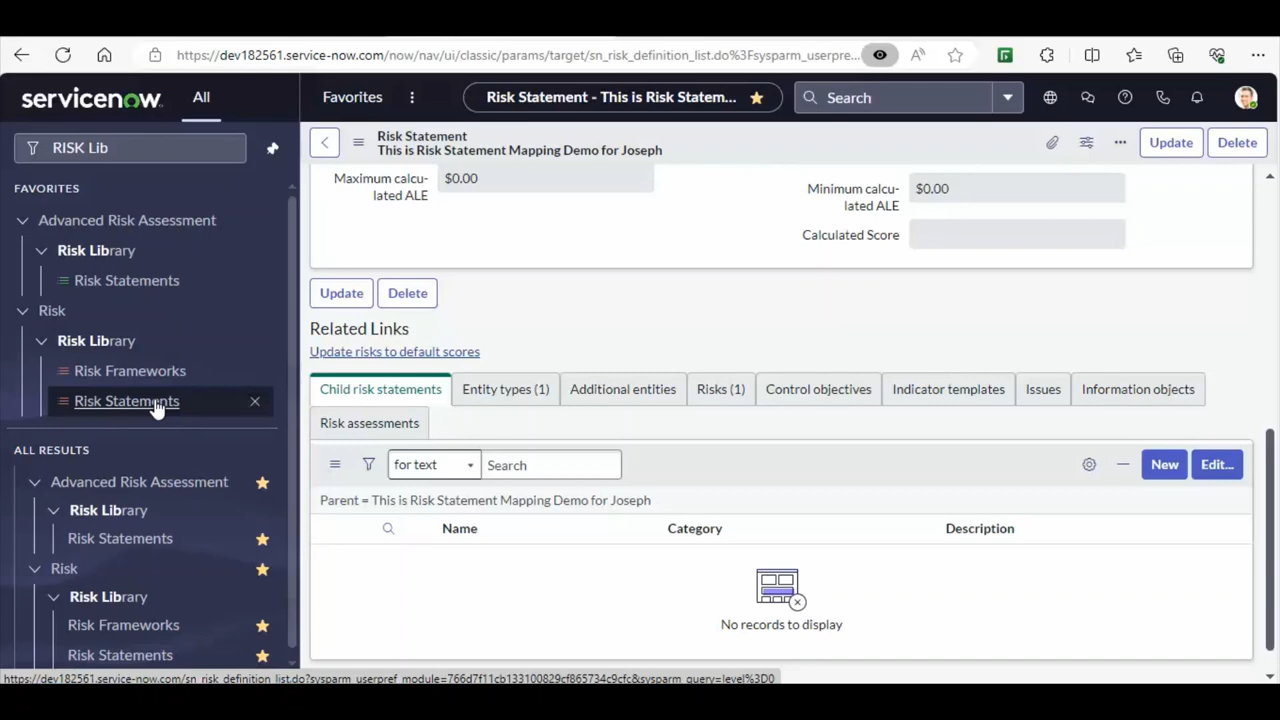 https://dev182561.service-now.com/now/nav/ui/classic/params/target/sn_risk_definition_list.do%3Fsysparm_userpre...
servicenow
All
Favorites
Risk Statement - This is Risk Statem...
Search
RISK Lib
Risk Statement
This is Risk Statement Mapping Demo for Joseph
Update
Delete
FAVORITES
Advanced Risk Assessment
Risk Library
Risk Statements
Risk
Risk Library
Risk Frameworks
Risk Statements
ALL RESULTS
Advanced Risk Assessment
Risk Library
Risk Statements
Risk
Risk Library
Risk Frameworks
Risk Statements
Maximum calcu-
lated ALE
$0.00
Minimum calcu-
lated ALE
$0.00
Calculated Score
Update
Delete
Related Links
Update risks to default scores
Child risk statements
Entity types (1)
Additional entities
Risks (1)
Control objectives
Indicator templates
Issues
Information objects
Risk assessments
for text
Search
New
Edit...
Parent = This is Risk Statement Mapping Demo for Joseph
Name
Category
Description
No records to display
https://dev182561.service-now.com/sn_risk_definition_list.do?sysparm_userpref_module=766d7f11cb133100829cf865734c9cfc&sysparm_query=level%3D0